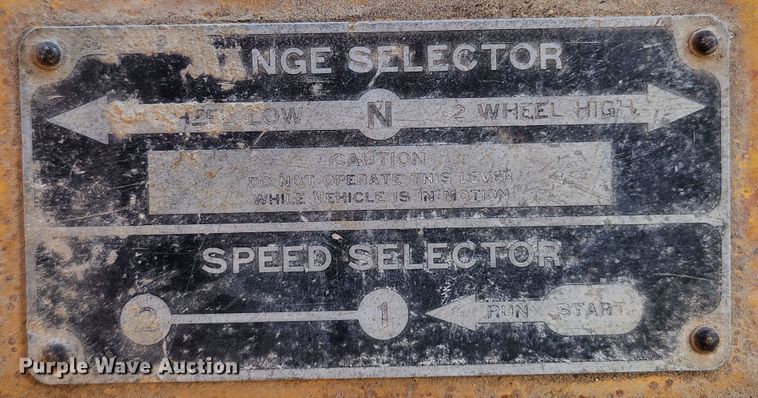 ANGE SELECTOR
LOW N 2 WHEEL HIGH
CAUTION
DO NOT OPERATE THIS LEVER
WHILE VEHICLE IS IN MOTION
SPEED SELECTOR
2 1 RUN START
Purple Wave Auction